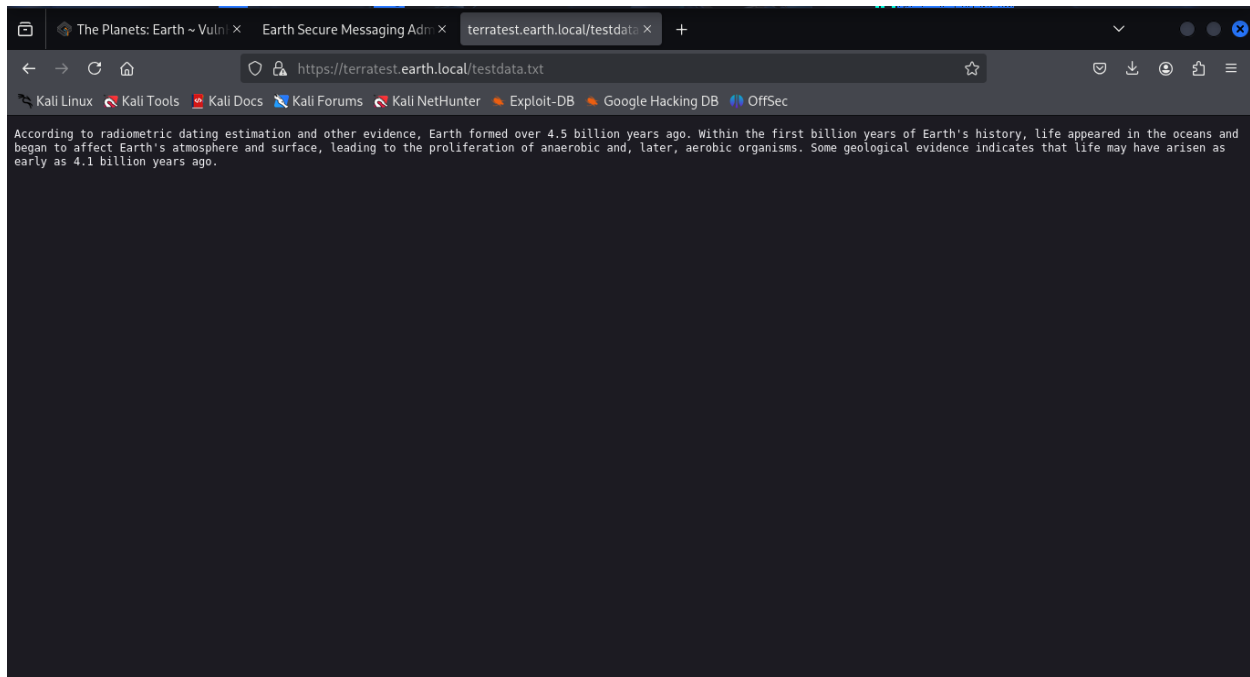 The Planets: Earth ~ Vuln
Earth Secure Messaging Adm
terratest.earth.local/testdata
https://terratest.earth.local/testdata.txt
Kali Linux Kali Tools Kali Docs Kali Forums Kali NetHunter Exploit-DB Google Hacking DB OffSec
According to radiometric dating estimation and other evidence, Earth formed over 4.5 billion years ago. Within the first billion years of Earth's history, life appeared in the oceans and
began to affect Earth's atmosphere and surface, leading to the proliferation of anaerobic and, later, aerobic organisms. Some geological evidence indicates that life may have arisen as
early as 4.1 billion years ago.